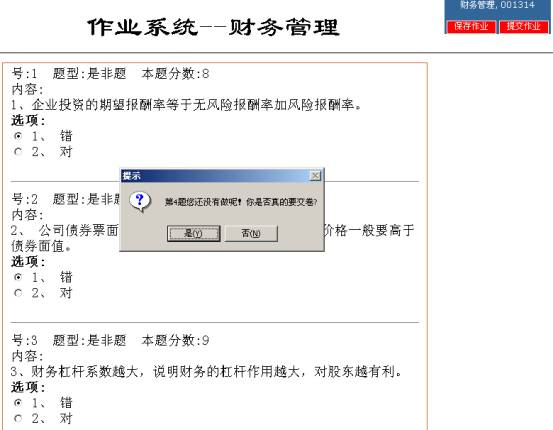 财务管理, 001314
保存作业 提交作业
作业系统--财务管理
号:1 题型:是非题 本题分数:8
内容:
1、企业投资的期望报酬率等于无风险报酬率加风险报酬率。
选项:
1、 错
2、 对
提示
第4题您还没有做呢！你是否真的要交卷?
是(Y) 否(N)
号:2 题型:是非
内容:
2、 公司债券票面 价格一般要高于
债券面值。
选项:
1、 错
2、 对
号:3 题型:是非题 本题分数:9
内容:
3、财务杠杆系数越大，说明财务的杠杆作用越大，对股东越有利。
选项:
1、 错
2、 对